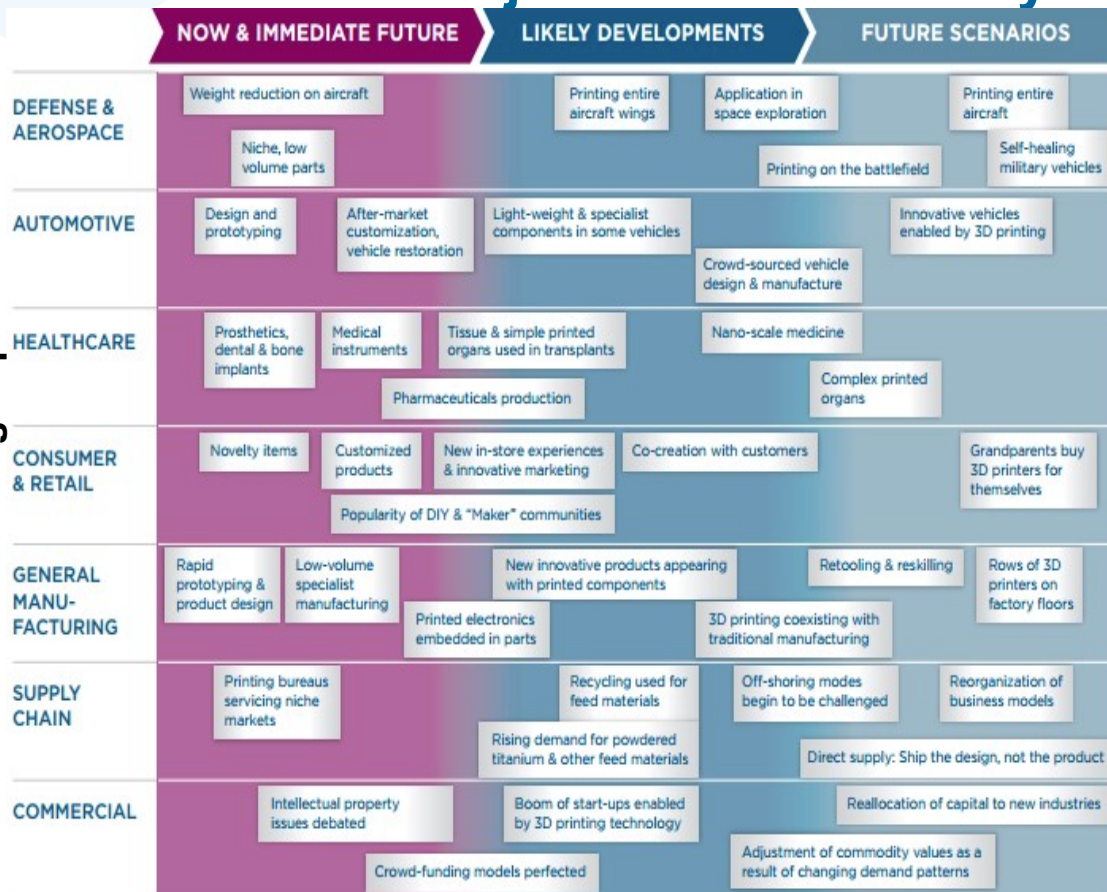 NOW & IMMEDIATE FUTURE
LIKELY DEVELOPMENTS
FUTURE SCENARIOS
DEFENSE &
AEROSPACE
Weight reduction on aircraft
Niche, low
volume parts
Printing entire
aircraft wings
Application in
space exploration
Printing on the battlefield
Printing entire
aircraft
Self-healing
military vehicles
AUTOMOTIVE
Design and
prototyping
After-market
customization,
vehicle restoration
Light-weight & specialist
components in some vehicles
Crowd-sourced vehicle
design & manufacture
Innovative vehicles
enabled by 3D printing
HEALTHCARE
Prosthetics,
dental & bone
implants
Medical
instruments
Tissue & simple printed
organs used in transplants
Pharmaceuticals production
Nano-scale medicine
Complex printed
organs
CONSUMER
& RETAIL
Novelty items
Customized
products
New in-store experiences
& innovative marketing
Popularity of DIY & "Maker" communities
Co-creation with customers
Grandparents buy
3D printers for
themselves
GENERAL
MANU-
FACTURING
Rapid
prototyping &
product design
Low-volume
specialist
manufacturing
Printed electronics
embedded in parts
New innovative products appearing
with printed components
3D printing coexisting with
traditional manufacturing
Retooling & reskilling
Rows of 3D
printers on
factory floors
SUPPLY
CHAIN
Printing bureaus
servicing niche
markets
Recycling used for
feed materials
Rising demand for powdered
titanium & other feed materials
Off-shoring modes
begin to be challenged
Reorganization of
business models
Direct supply: Ship the design, not the product
COMMERCIAL
Intellectual property
issues debated
Crowd-funding models perfected
Boom of start-ups enabled
by 3D printing technology
Adjustment of commodity values as a
result of changing demand patterns
Reallocation of capital to new industries